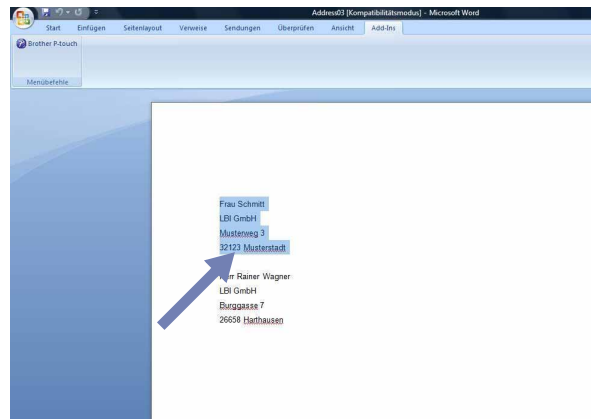 Address03 [Kompatibilitätsmodus] - Microsoft Word
Start Einfügen Seitenlayout Verweise Sendungen Überprüfen Ansicht Add-Ins
Brother P-touch
Menübefehle
Frau Schmitt
LBI GmbH
Musterweg 3
32123 Musterstadt
Herr Rainer Wagner
LBI GmbH
Burggasse 7
26658 Harthausen